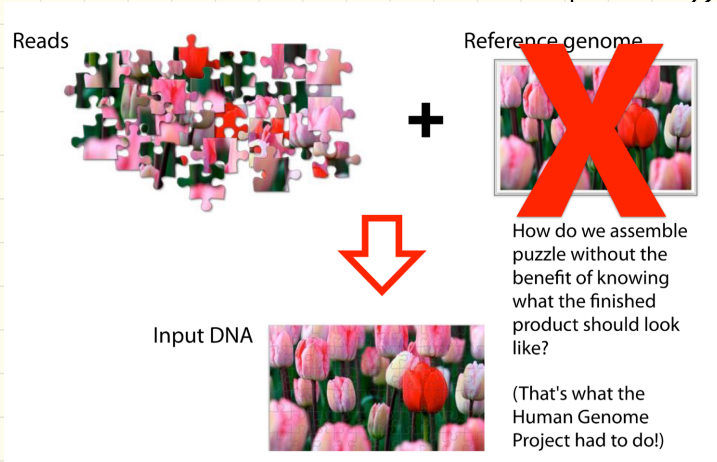 Reads
Reference genome
Input DNA
How do we assemble
puzzle without the
benefit of knowing
what the finished
product should look
like?
(That's what the
Human Genome
Project had to do!)